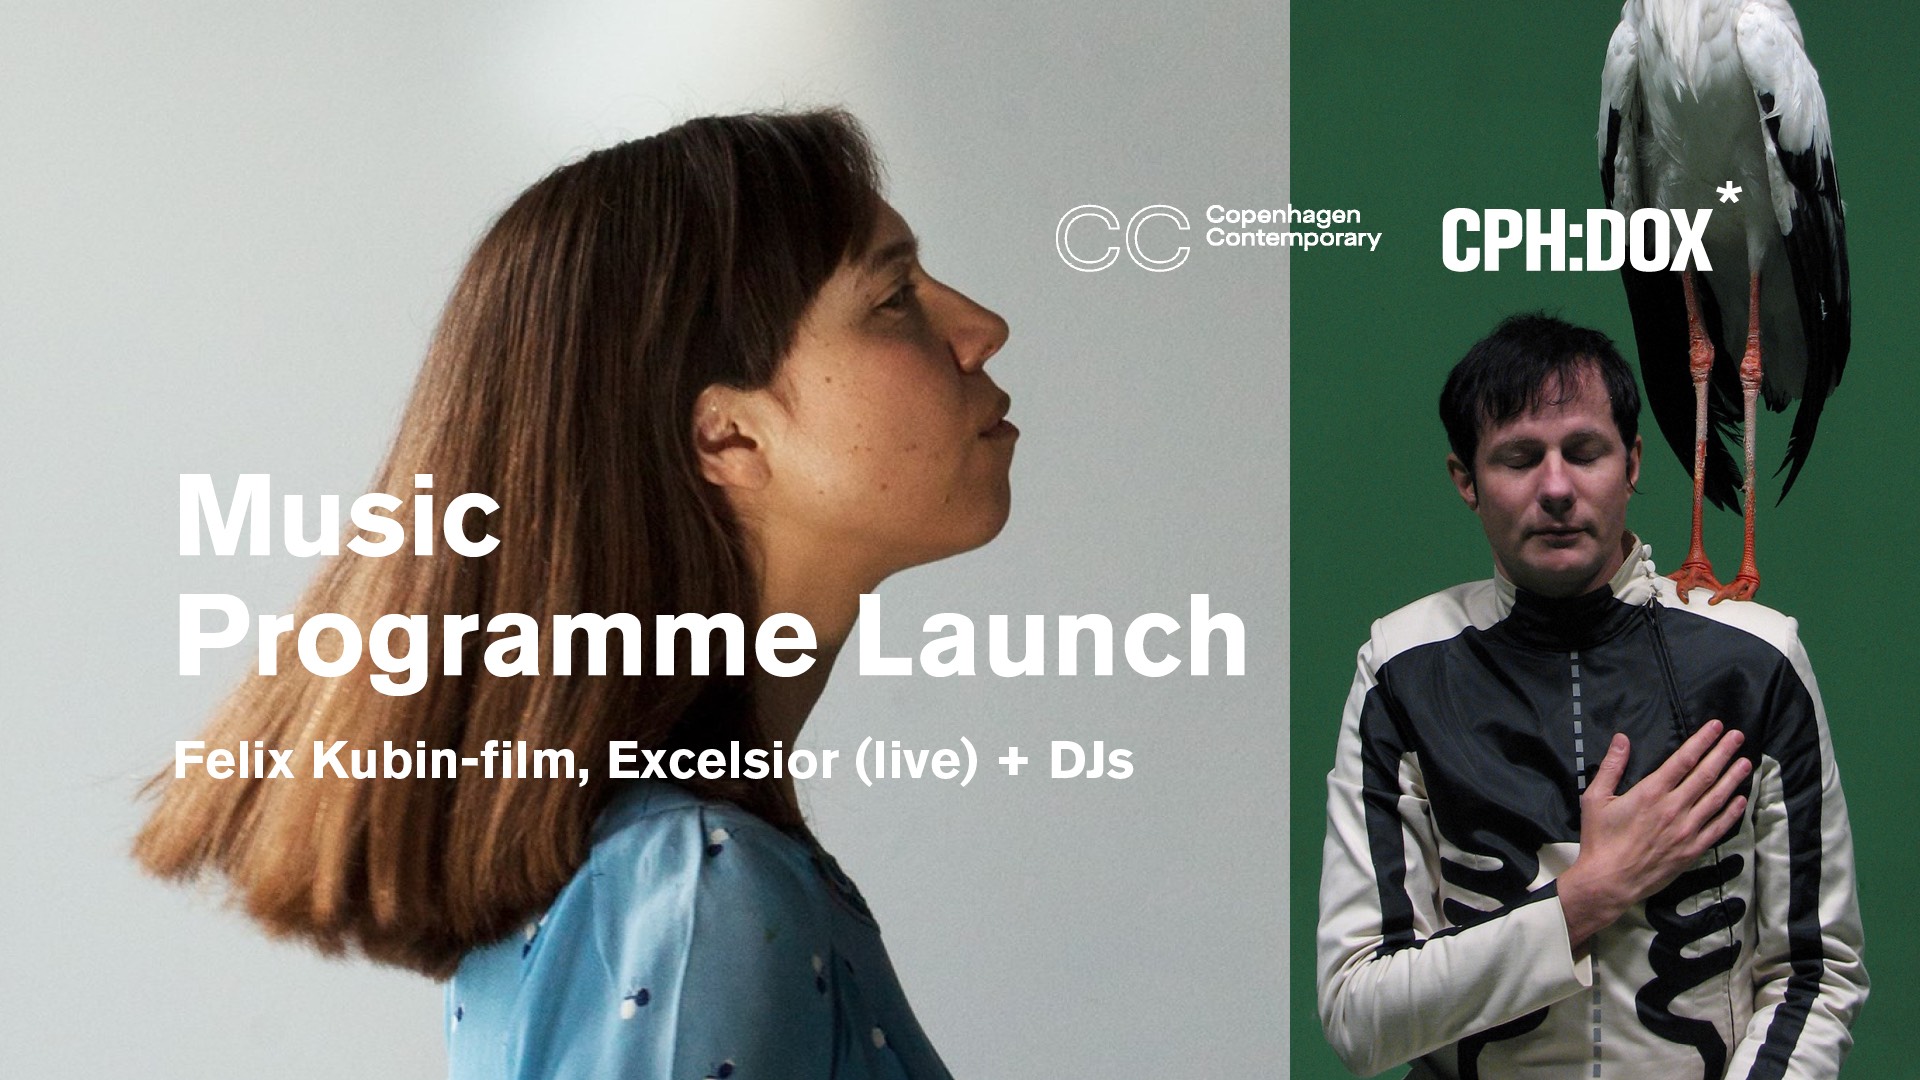 Copenhagen
CC Contemporary
CPH:DOX*
Music
Programme Launch
Felix Kubin-film, Excelsior (live) + DJs